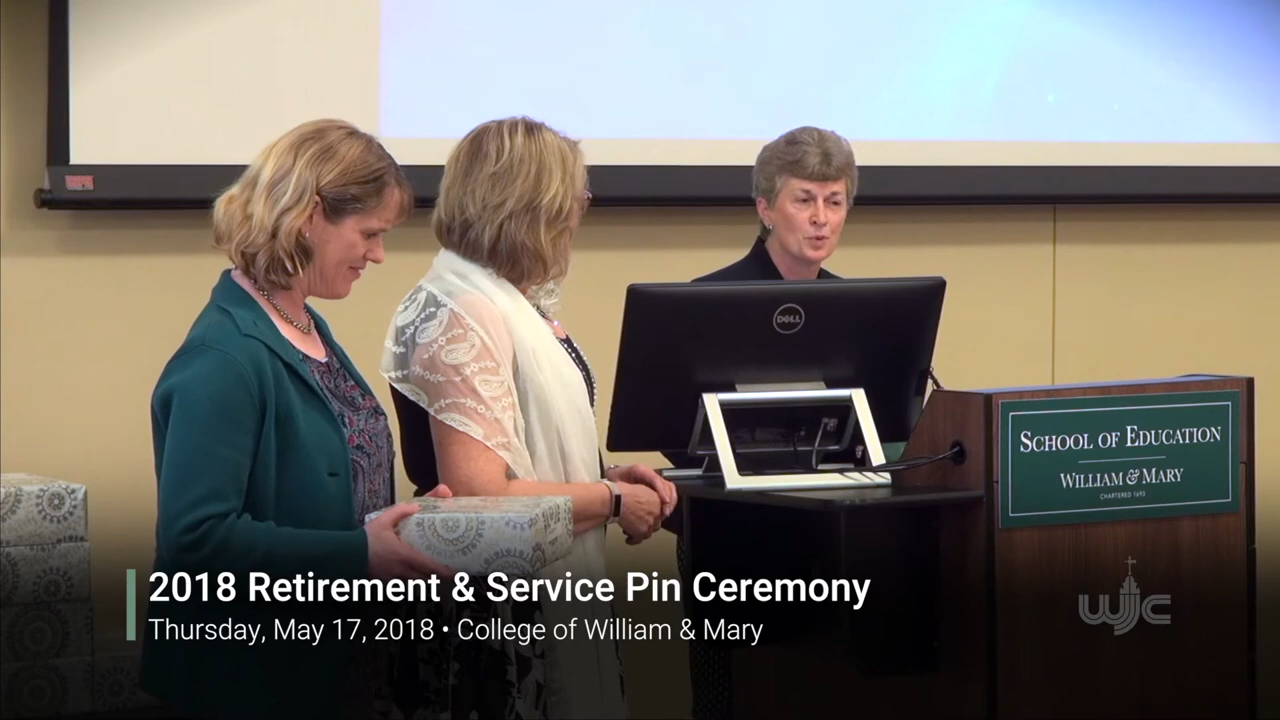 DELL
SCHOOL OF EDUCATION
WILLIAM & MARY
CHARTERED 1693
2018 Retirement & Service Pin Ceremony
Thursday, May 17, 2018 • College of William & Mary
WJC